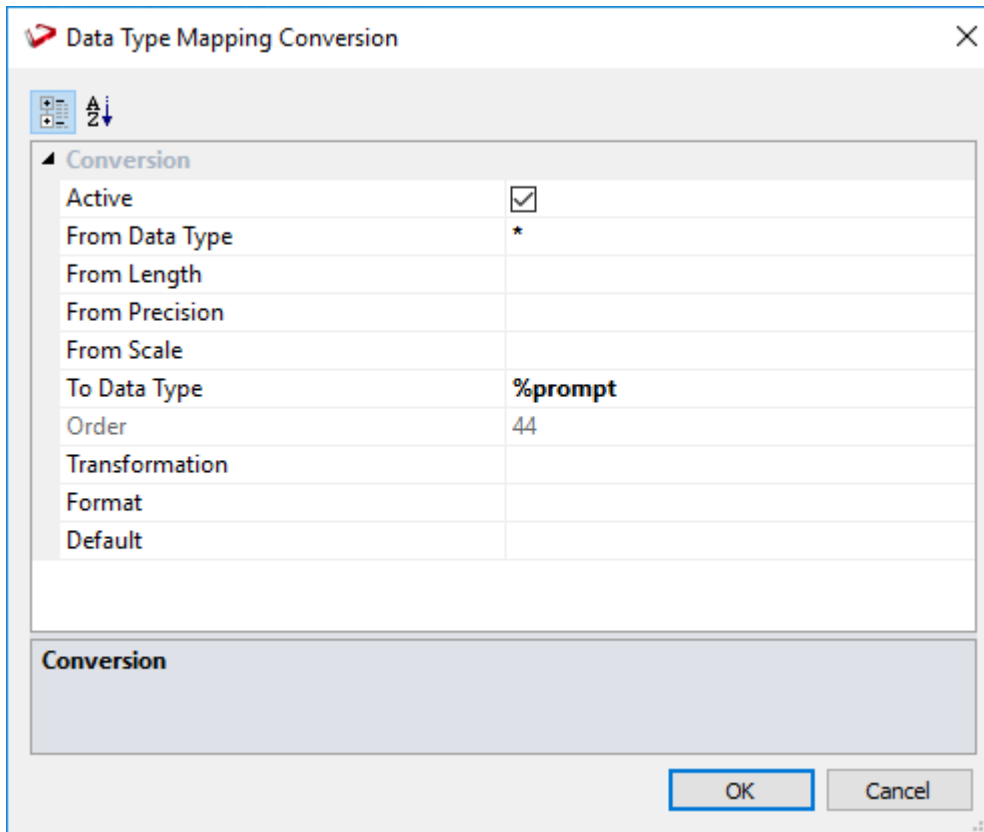 Data Type Mapping Conversion
Conversion
Active
From Data Type *
From Length
From Precision
From Scale
To Data Type %prompt
Order 44
Transformation
Format
Default
Conversion
OK Cancel